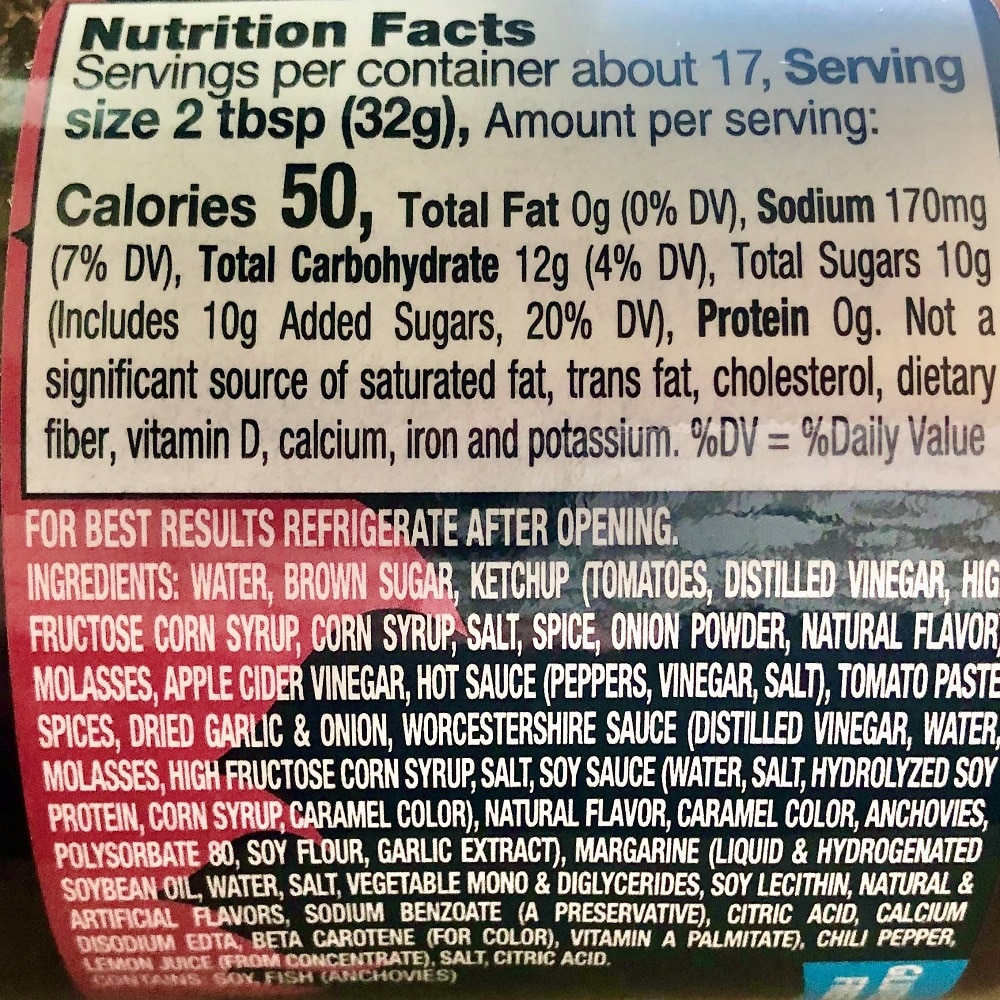 Nutrition Facts
Servings per container about 17, Serving
size 2 tbsp (32g), Amount per serving:
Calories 50, Total Fat 0g (0% DV), Sodium 170mg
(7% DV), Total Carbohydrate 12g (4% DV), Total Sugars 10g
(Includes 10g Added Sugars, 20% DV), Protein 0g. Not a
significant source of saturated fat, trans fat, cholesterol, dietary
fiber, vitamin D, calcium, iron and potassium. %DV = %Daily Value
FOR BEST RESULTS REFRIGERATE AFTER OPENING.
INGREDIENTS: WATER, BROWN SUGAR, KETCHUP (TOMATOES, DISTILLED VINEGAR, HIG
FRUCTOSE CORN SYRUP, CORN SYRUP, SALT, SPICE, ONION POWDER, NATURAL FLAVOR)
MOLASSES, APPLE CIDER VINEGAR, HOT SAUCE (PEPPERS, VINEGAR, SALT), TOMATO PASTE
SPICES, DRIED GARLIC & ONION, WORCESTERSHIRE SAUCE (DISTILLED VINEGAR, WATER,
MOLASSES, HIGH FRUCTOSE CORN SYRUP, SALT, SOY SAUCE (WATER, SALT, HYDROLYZED SOY
PROTEIN, CORN SYRUP, CARAMEL COLOR), NATURAL FLAVOR, CARAMEL COLOR, ANCHOVIES,
POLYSORBATE 80, SOY FLOUR, GARLIC EXTRACT), MARGARINE (LIQUID & HYDROGENATED
SOYBEAN OIL, WATER, SALT, VEGETABLE MONO & DIGLYCERIDES, SOY LECITHIN, NATURAL &
ARTIFICIAL FLAVORS, SODIUM BENZOATE (A PRESERVATIVE), CITRIC ACID, CALCIUM
DISODIUM EDTA, BETA CAROTENE (FOR COLOR), VITAMIN A PALMITATE), CHILI PEPPER,
LEMON JUICE (FROM CONCENTRATE), SALT, CITRIC ACID.
CONTAINS SOY, FISH (ANCHOVIES)